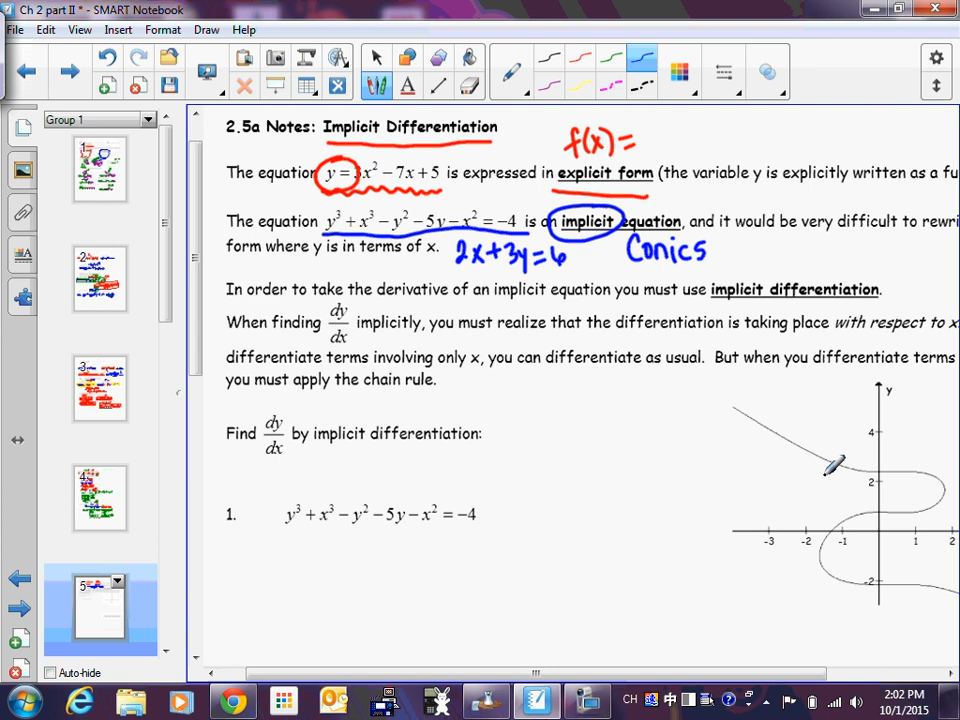 Ch 2 part II * - SMART Notebook
File Edit View Insert Format Draw Help
Group 1
1
2
3
4
5
Auto-hide
2.5a Notes: Implicit Differentiation
f(x) =
The equation y = 3x² − 7x + 5 is expressed in explicit form (the variable y is explicitly written as a fu
The equation y³ + x³ − y² − 5y − x² = −4 is an implicit equation, and it would be very difficult to rewri
form where y is in terms of x.
2x+3y=6 Conics
In order to take the derivative of an implicit equation you must use implicit differentiation.
When finding dy/dx implicitly, you must realize that the differentiation is taking place with respect to x
differentiate terms involving only x, you can differentiate as usual. But when you differentiate terms
you must apply the chain rule.
Find dy/dx by implicit differentiation:
1. y³ + x³ − y² − 5y − x² = −4
y
4
2
-3 -2 -1 1 2
-2
CH 中 2:02 PM
10/1/2015